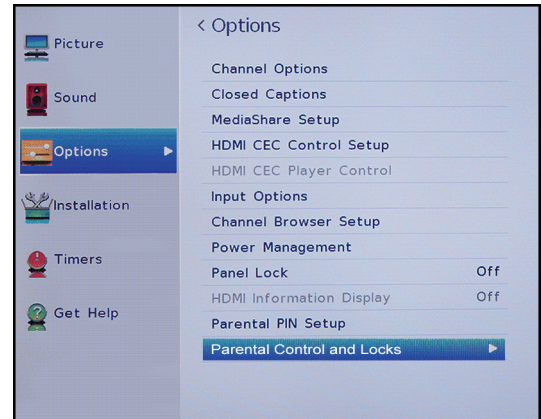 < Options
Picture
Sound
Options
Installation
Timers
Get Help
Channel Options
Closed Captions
MediaShare Setup
HDMI CEC Control Setup
HDMI CEC Player Control
Input Options
Channel Browser Setup
Power Management
Panel Lock Off
HDMI Information Display Off
Parental PIN Setup
Parental Control and Locks